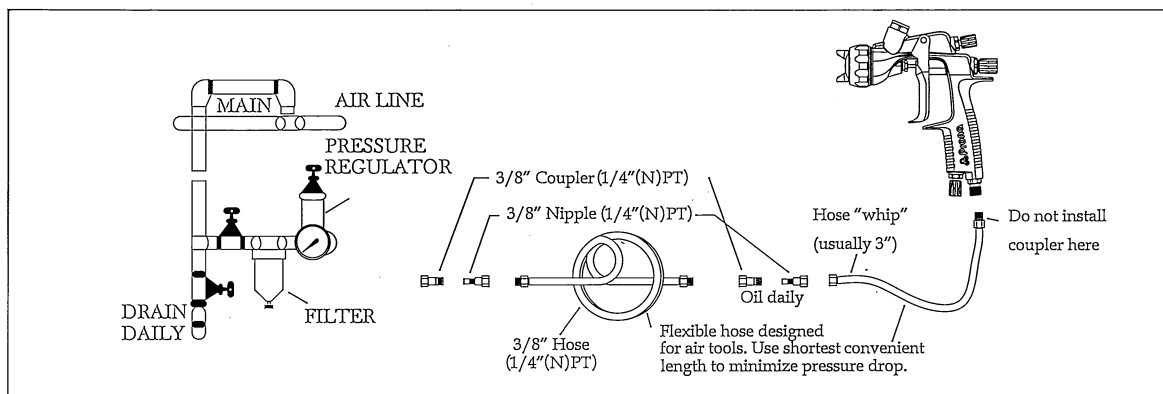 MAIN
AIR LINE
PRESSURE
REGULATOR
DRAIN
DAILY
FILTER
3/8" Coupler (1/4"(N)PT)
3/8" Nipple (1/4"(N)PT)
3/8" Hose
(1/4"(N)PT)
Flexible hose designed
for air tools. Use shortest convenient
length to minimize pressure drop.
Oil daily
Hose "whip"
(usually 3")
Do not install
coupler here
Prona